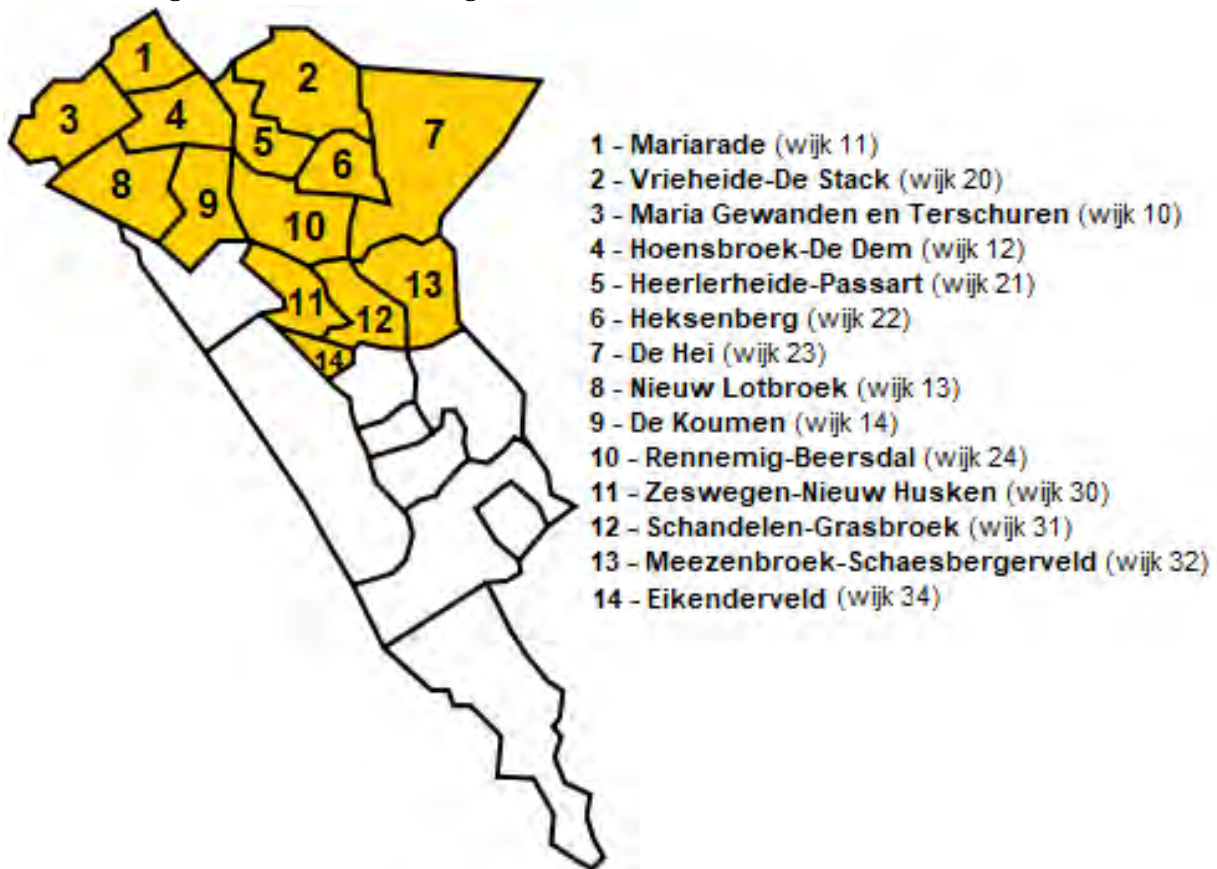 1
2
3
4
5
6
7
8
9
10
11
12
13
14
1 - Mariarade (wijk 11)
2 - Vrieheide-De Stack (wijk 20)
3 - Maria Gewanden en Terschuren (wijk 10)
4 - Hoensbroek-De Dem (wijk 12)
5 - Heerlerheide-Passart (wijk 21)
6 - Heksenberg (wijk 22)
7 - De Hei (wijk 23)
8 - Nieuw Lotbroek (wijk 13)
9 - De Koumen (wijk 14)
10 - Rennemig-Beersdal (wijk 24)
11 - Zeswegen-Nieuw Husken (wijk 30)
12 - Schandelen-Grasbroek (wijk 31)
13 - Meezenbroek-Schaesbergerveld (wijk 32)
14 - Eikenderveld (wijk 34)